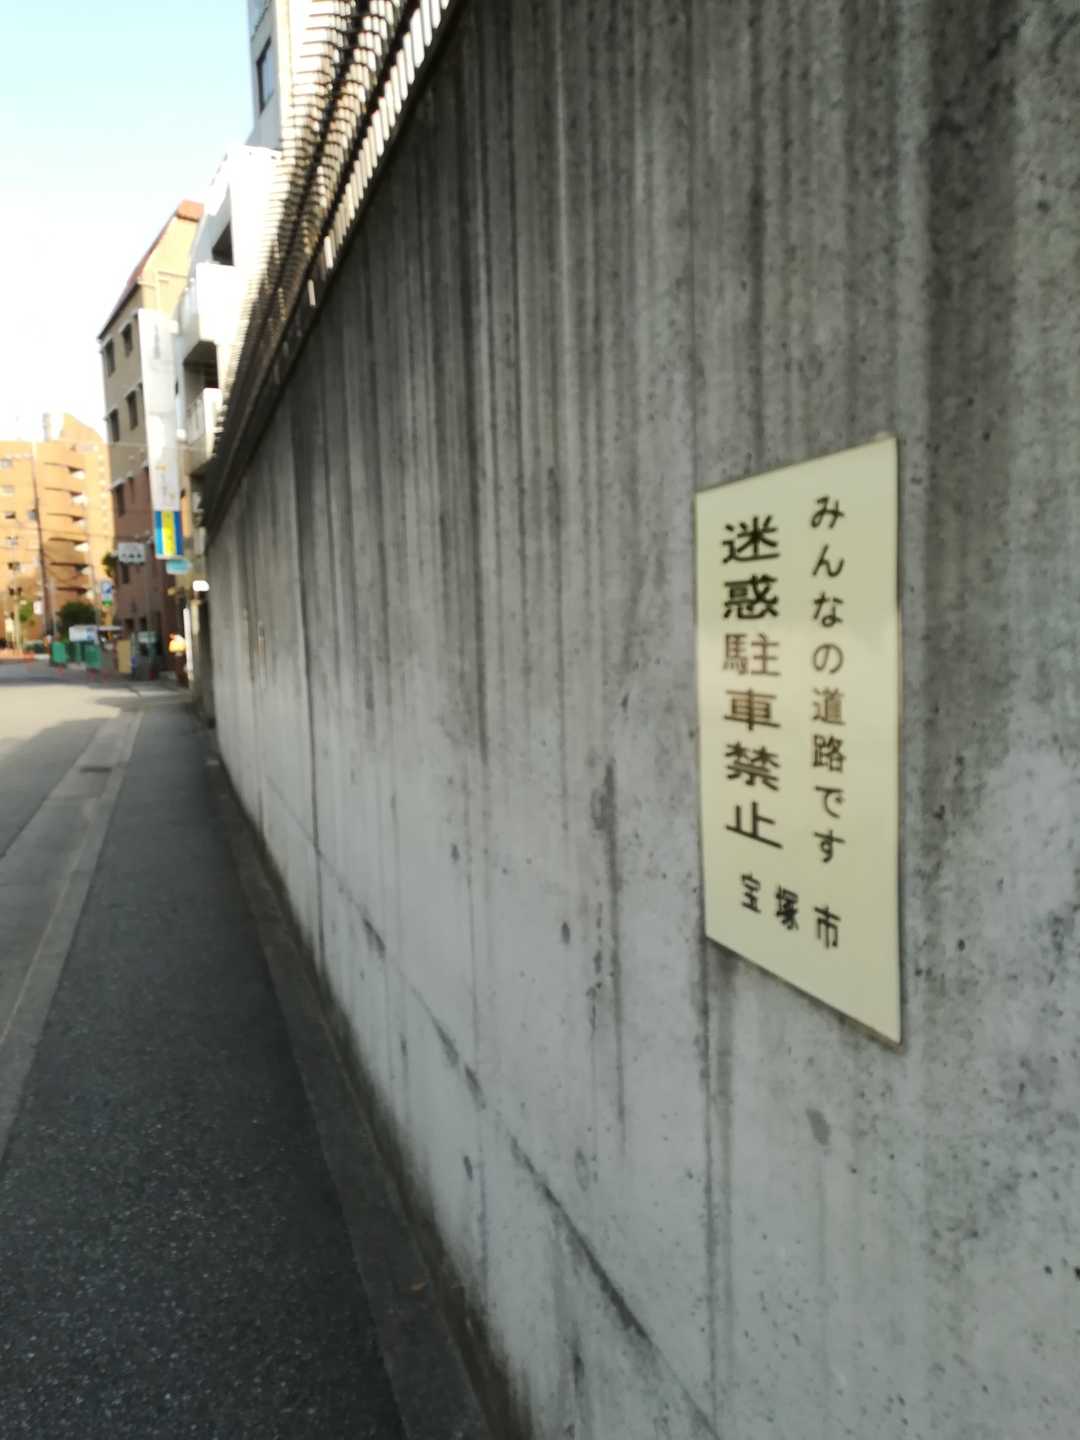 みんなの道路です
迷惑駐車禁止
宝塚市